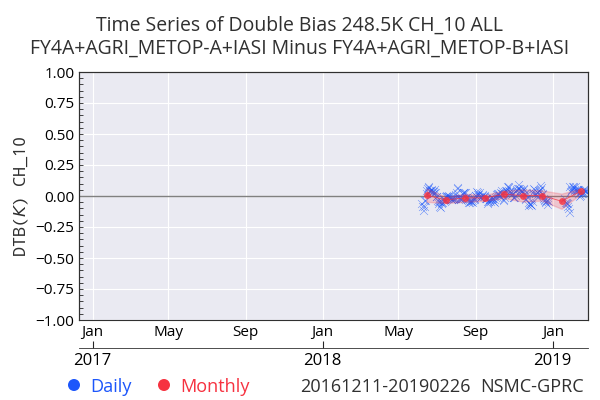 Time Series of Double Bias 248.5K CH_10 ALL
FY4A+AGRI_METOP-A+IASI Minus FY4A+AGRI_METOP-B+IASI
1.00
0.75
0.50
0.25
0.00
−0.25
−0.50
−0.75
−1.00
DTB(K) CH_10
Jan May Sep Jan May Sep Jan
2017 2018 2019
Daily Monthly 20161211-20190226 NSMC-GPRC